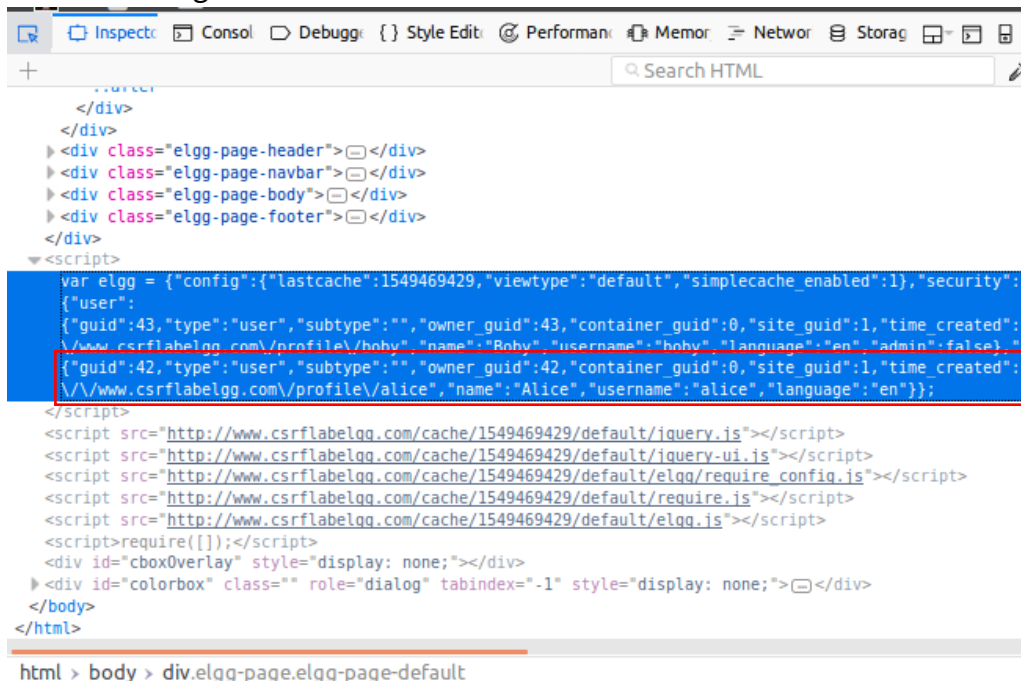 Inspecto Consol Debugge { } Style Edito Performanc Memor Networ Storag
+ Search HTML
::after
</div>
</div>
<div class="elgg-page-header"></div>
<div class="elgg-page-navbar"></div>
<div class="elgg-page-body"></div>
<div class="elgg-page-footer"></div>
</div>
<script>
var elgg = {"config":{"lastcache":1549469429,"viewtype":"default","simplecache_enabled":1},"security":
{"user":
{"guid":43,"type":"user","subtype":"","owner_guid":43,"container_guid":0,"site_guid":1,"time_created":
\/www.csrflabelgg.com\/profile\/boby","name":"Boby","username":"boby","language":"en","admin":false},"
{"guid":42,"type":"user","subtype":"","owner_guid":42,"container_guid":0,"site_guid":1,"time_created":
\/\/www.csrflabelgg.com\/profile\/alice","name":"Alice","username":"alice","language":"en"}};
</script>
<script src="http://www.csrflabelgg.com/cache/1549469429/default/jquery.js"></script>
<script src="http://www.csrflabelgg.com/cache/1549469429/default/jquery-ui.js"></script>
<script src="http://www.csrflabelgg.com/cache/1549469429/default/elgg/require_config.js"></script>
<script src="http://www.csrflabelgg.com/cache/1549469429/default/require.js"></script>
<script src="http://www.csrflabelgg.com/cache/1549469429/default/elgg.js"></script>
<script>require([]);</script>
<div id="cboxOverlay" style="display: none;"></div>
<div id="colorbox" class="" role="dialog" tabindex="-1" style="display: none;"></div>
</body>
</html>
html > body > div.elgg-page.elgg-page-default